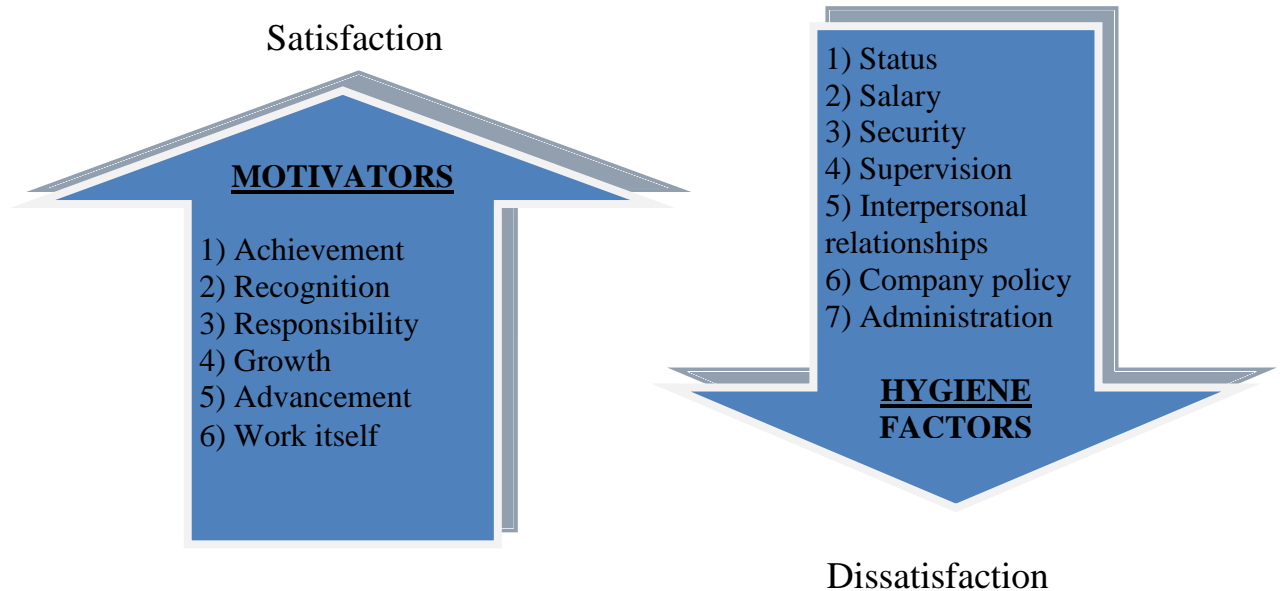 Satisfaction
MOTIVATORS
1) Achievement
2) Recognition
3) Responsibility
4) Growth
5) Advancement
6) Work itself
1) Status
2) Salary
3) Security
4) Supervision
5) Interpersonal
relationships
6) Company policy
7) Administration
HYGIENE
FACTORS
Dissatisfaction